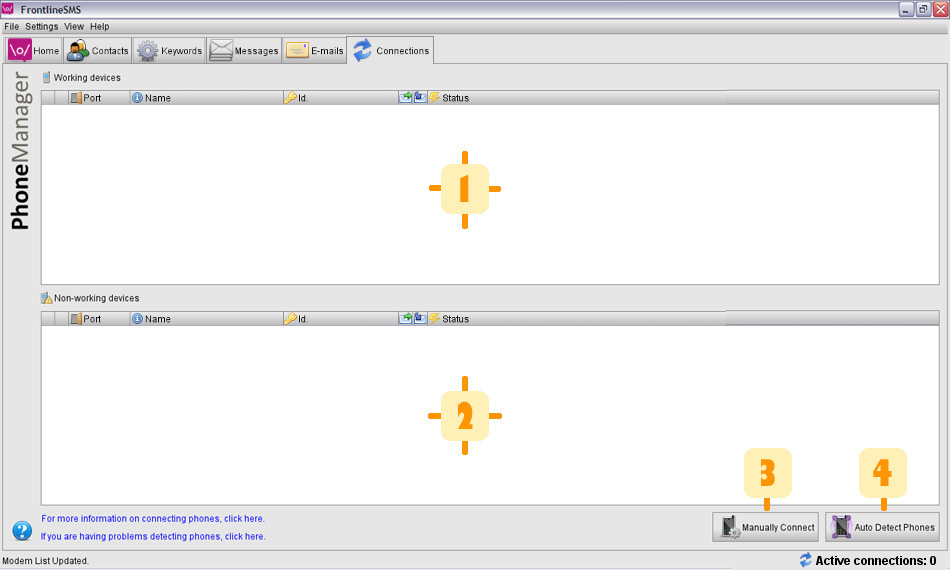 FrontlineSMS
File Settings View Help
\o/ Home Contacts Keywords Messages E-mails Connections
PhoneManager
Working devices
Port Name Id. Status
1
Non-working devices
Port Name Id. Status
2
3 4
For more information on connecting phones, click here.
If you are having problems detecting phones, click here.
Manually Connect Auto Detect Phones
Modem List Updated.
Active connections: 0